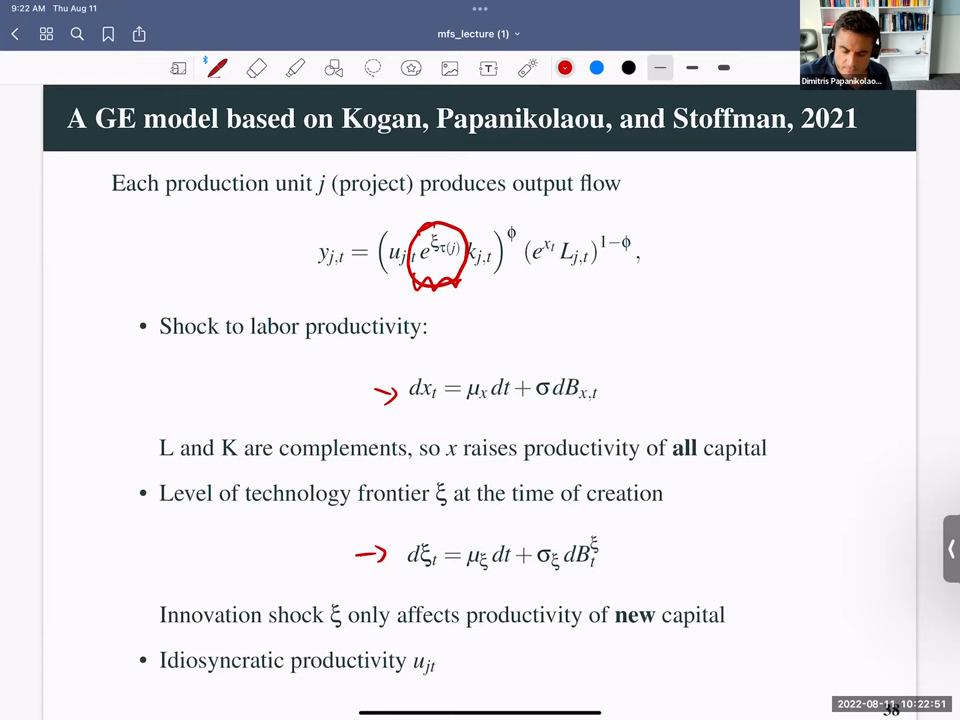 9:22 AM Thu Aug 11
mfs_lecture (1)
Dimitris Papanikolao...
A GE model based on Kogan, Papanikolaou, and Stoffman, 2021
Each production unit j (project) produces output flow
y_{j,t} = (u_{j,t} e^{ξ_{τ(j)}} k_{j,t})^ϕ (e^{x_t} L_{j,t})^{1−ϕ},
• Shock to labor productivity:
dx_t = μ_x dt + σ dB_{x,t}
L and K are complements, so x raises productivity of all capital
• Level of technology frontier ξ at the time of creation
dξ_t = μ_ξ dt + σ_ξ dB_t^ξ
Innovation shock ξ only affects productivity of new capital
• Idiosyncratic productivity u_{jt}
38
2022-08-11 10:22:51